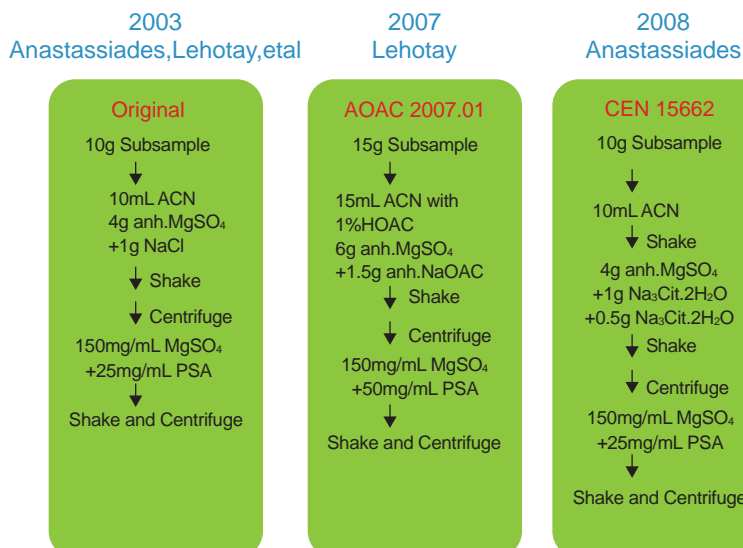 2003
Anastassiades,Lehotay,etal
Original
10g Subsample
10mL ACN
4g anh.MgSO₄
+1g NaCl
Shake
Centrifuge
150mg/mL MgSO₄
+25mg/mL PSA
Shake and Centrifuge
2007
Lehotay
AOAC 2007.01
15g Subsample
15mL ACN with
1%HOAC
6g anh.MgSO₄
+1.5g anh.NaOAC
Shake
Centrifuge
150mg/mL MgSO₄
+50mg/mL PSA
Shake and Centrifuge
2008
Anastassiades
CEN 15662
10g Subsample
10mL ACN
Shake
4g anh.MgSO₄
+1g Na₃Cit.2H₂O
+0.5g Na₃Cit.2H₂O
Shake
Centrifuge
150mg/mL MgSO₄
+25mg/mL PSA
Shake and Centrifuge